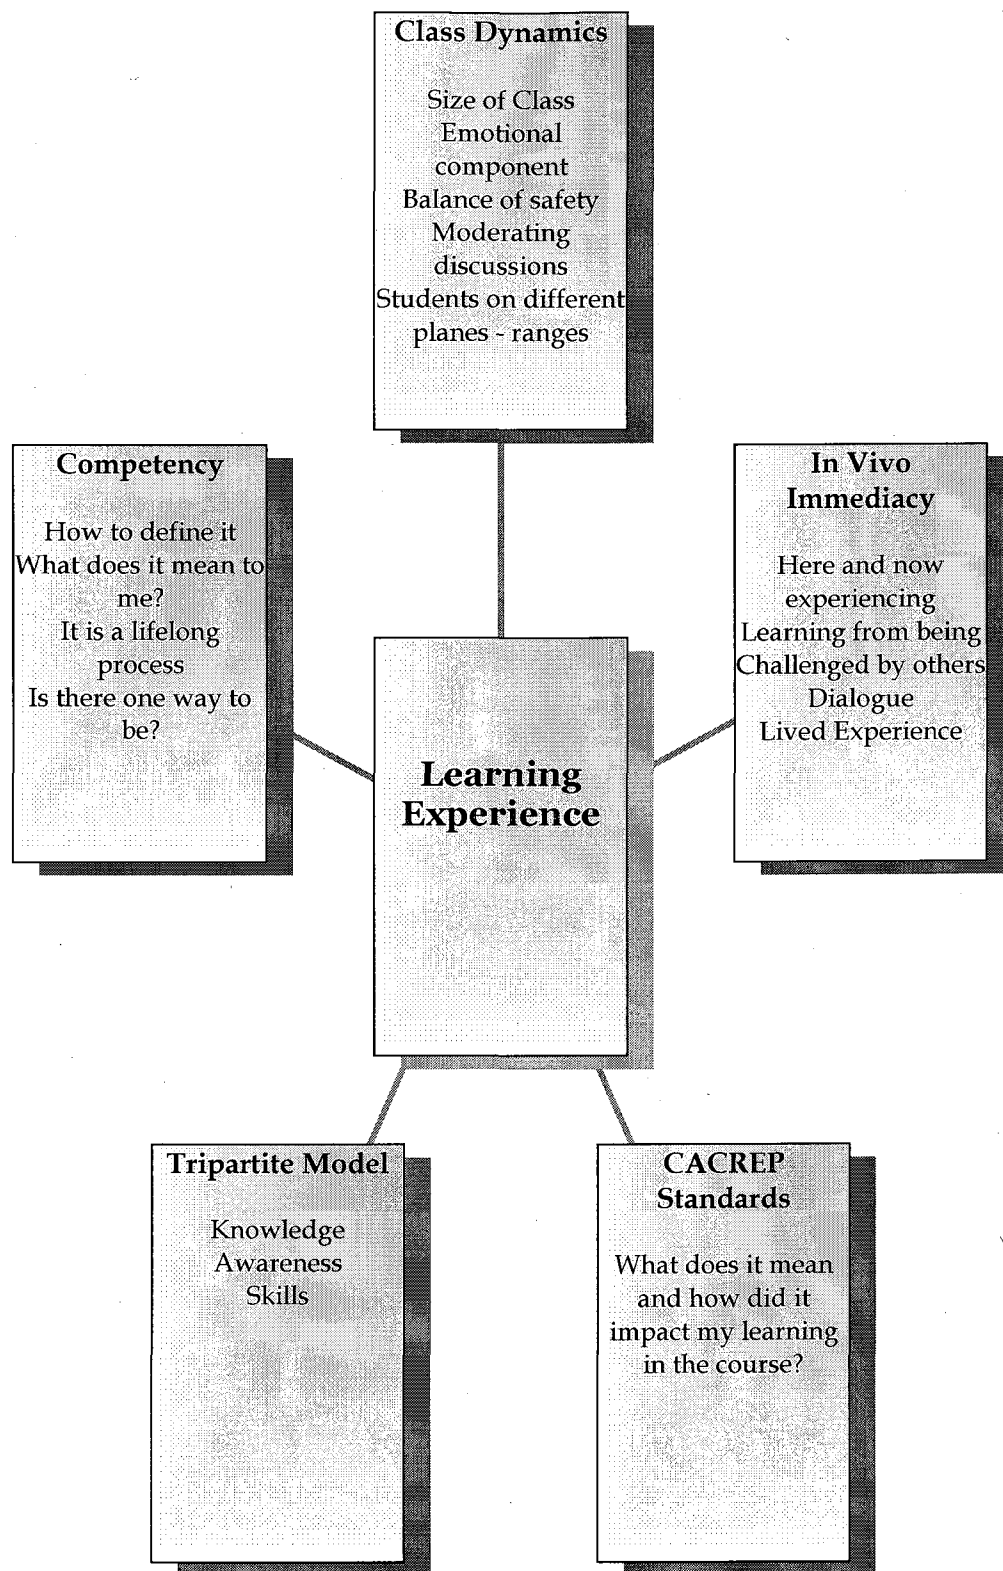 Class Dynamics
Size of Class
Emotional
component
Balance of safety
Moderating
discussions
Students on different
planes - ranges
Competency
How to define it
What does it mean to
me?
It is a lifelong
process
Is there one way to
be?
In Vivo
Immediacy
Here and now
experiencing
Learning from being
Challenged by others
Dialogue
Lived Experience
Learning
Experience
Tripartite Model
Knowledge
Awareness
Skills
CACREP
Standards
What does it mean
and how did it
impact my learning
in the course?